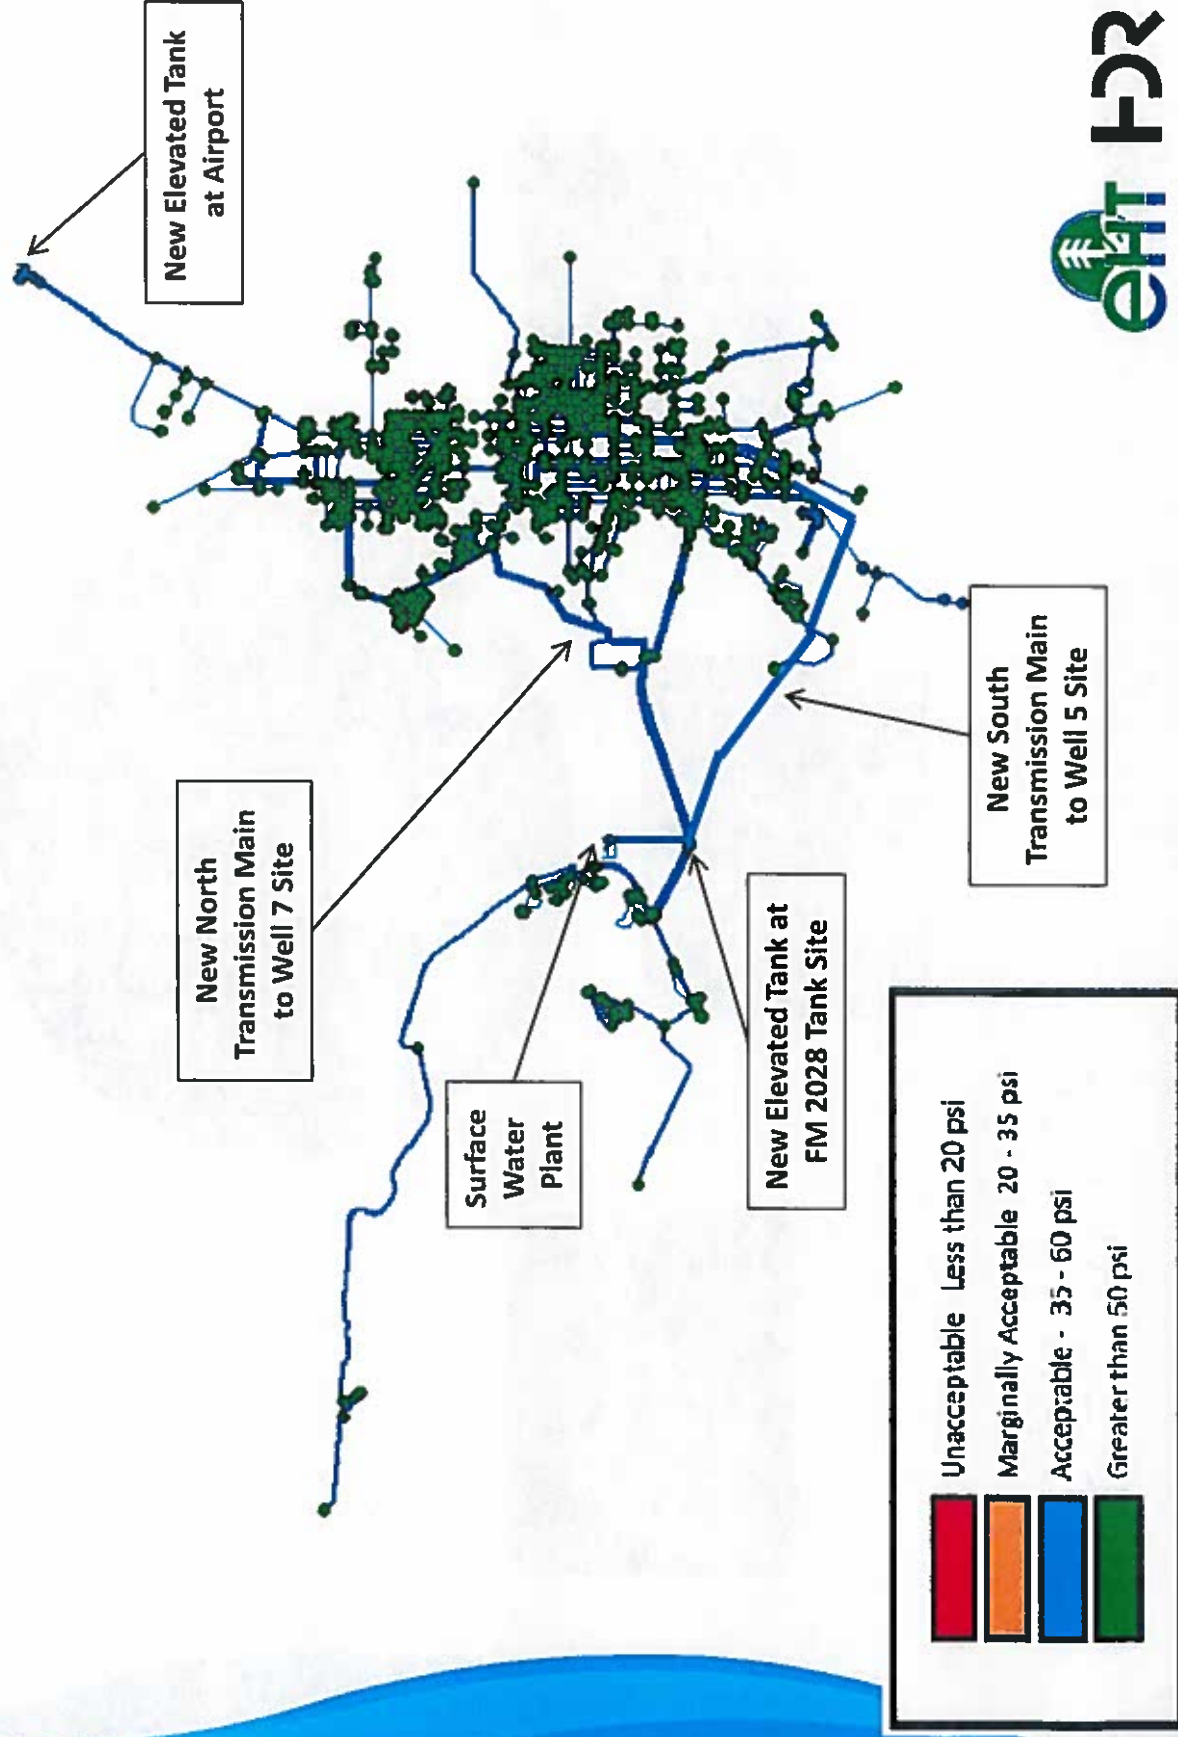 New Elevated Tank
at Airport
New North
Transmission Main
to Well 7 Site
Surface
Water
Plant
New Elevated Tank at
FM 2028 Tank Site
New South
Transmission Main
to Well 5 Site
Unacceptable Less than 20 psi
Marginally Acceptable 20 - 35 psi
Acceptable - 35 - 60 psi
Greater than 50 psi
eHT
HDR